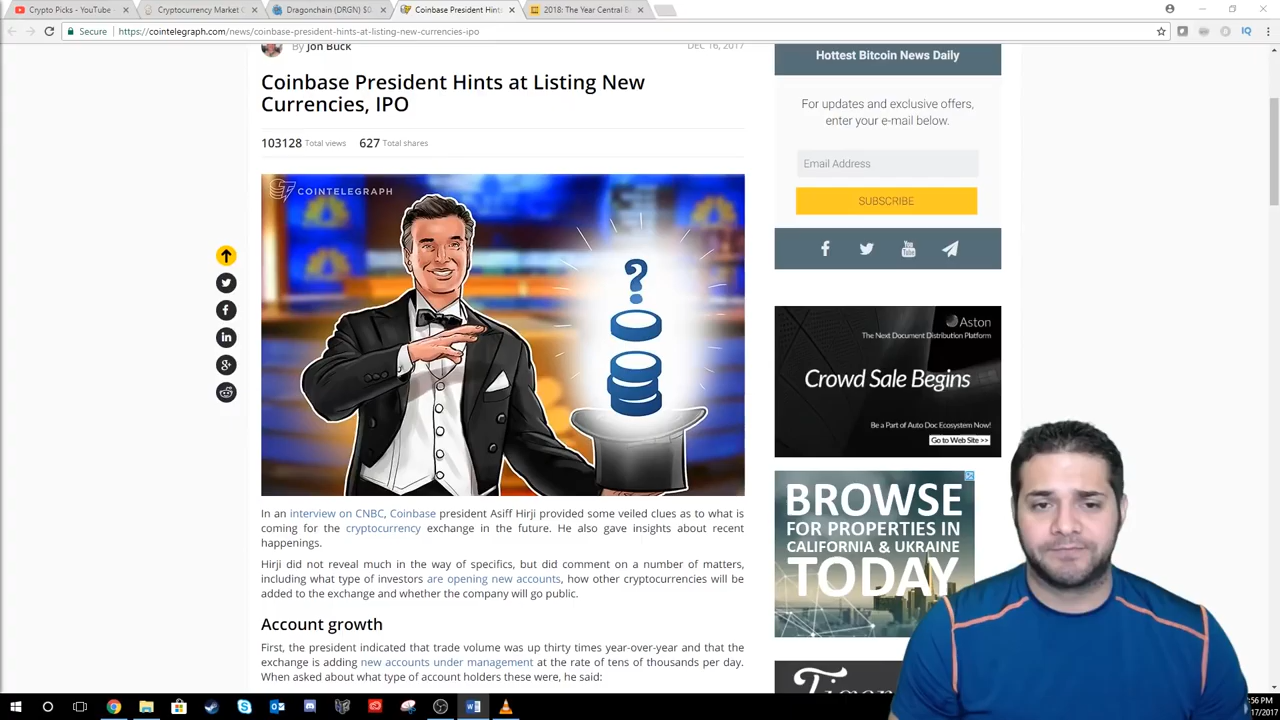 Crypto Picks - YouTube
Cryptocurrency Market C
Dragonchain (DRGN) $0.
Coinbase President Hints
2018: The Year Central B
Secure
https://cointelegraph.com/news/coinbase-president-hints-at-listing-new-currencies-ipo
By Jon Buck
DEC 16, 2017
Coinbase President Hints at Listing New
Currencies, IPO
103128 Total views 627 Total shares
COINTELEGRAPH
?
In an interview on CNBC, Coinbase president Asiff Hirji provided some veiled clues as to what is
coming for the cryptocurrency exchange in the future. He also gave insights about recent
happenings.
Hirji did not reveal much in the way of specifics, but did comment on a number of matters,
including what type of investors are opening new accounts, how other cryptocurrencies will be
added to the exchange and whether the company will go public.
Account growth
First, the president indicated that trade volume was up thirty times year-over-year and that the
exchange is adding new accounts under management at the rate of tens of thousands per day.
When asked about what type of account holders these were, he said:
Hottest Bitcoin News Daily
For updates and exclusive offers,
enter your e-mail below.
Email Address
SUBSCRIBE
You
Tube
Aston
The Next Document Distribution Platform
Crowd Sale Begins
Be a Part of Auto Doc Ecosystem Now!
Go to Web Site >>
BROWSE
FOR PROPERTIES IN
CALIFORNIA & UKRAINE
TODAY
:56 PM